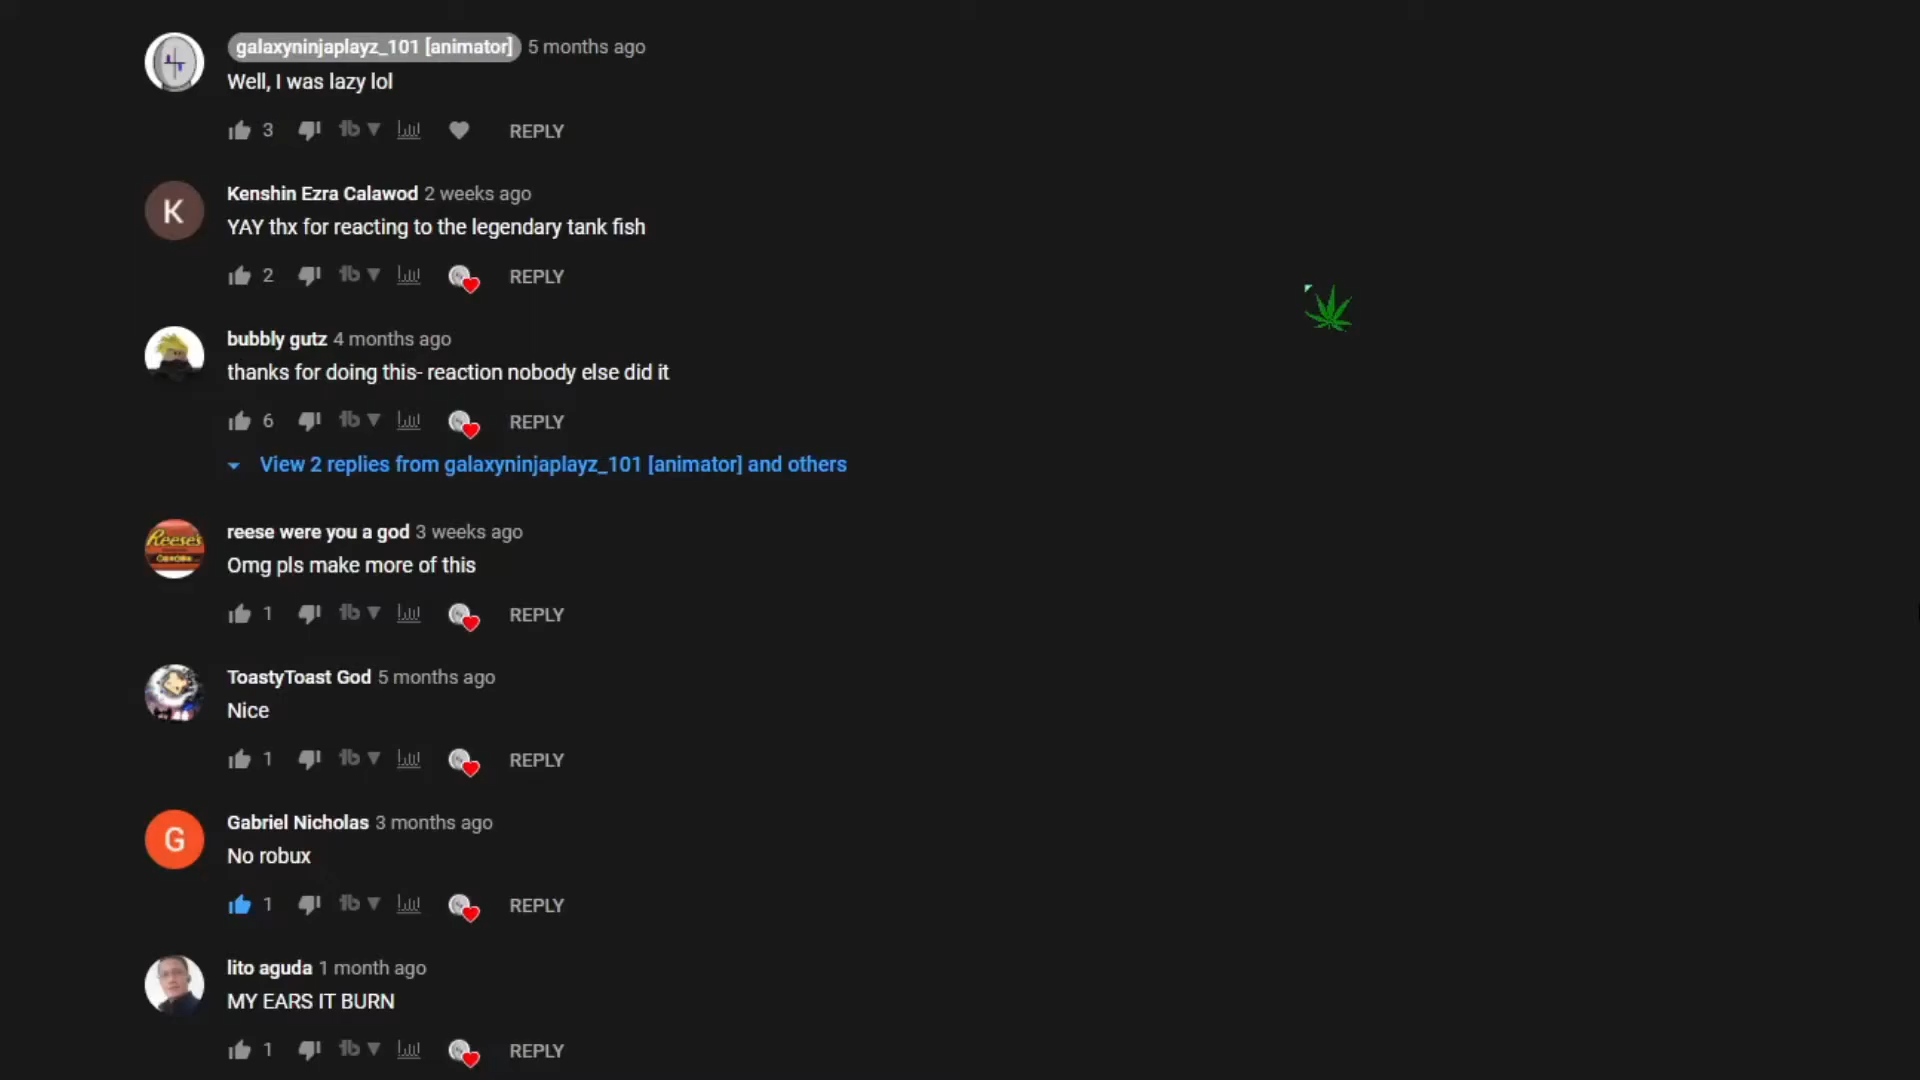 galaxyninjaplayz_101 [animator] 5 months ago
Well, I was lazy lol
3 REPLY
K
Kenshin Ezra Calawod 2 weeks ago
YAY thx for reacting to the legendary tank fish
2 REPLY
bubbly gutz 4 months ago
thanks for doing this- reaction nobody else did it
6 REPLY
View 2 replies from galaxyninjaplayz_101 [animator] and others
Reese's
reese were you a god 3 weeks ago
Omg pls make more of this
1 REPLY
ToastyToast God 5 months ago
Nice
1 REPLY
G
Gabriel Nicholas 3 months ago
No robux
1 REPLY
lito aguda 1 month ago
MY EARS IT BURN
1 REPLY